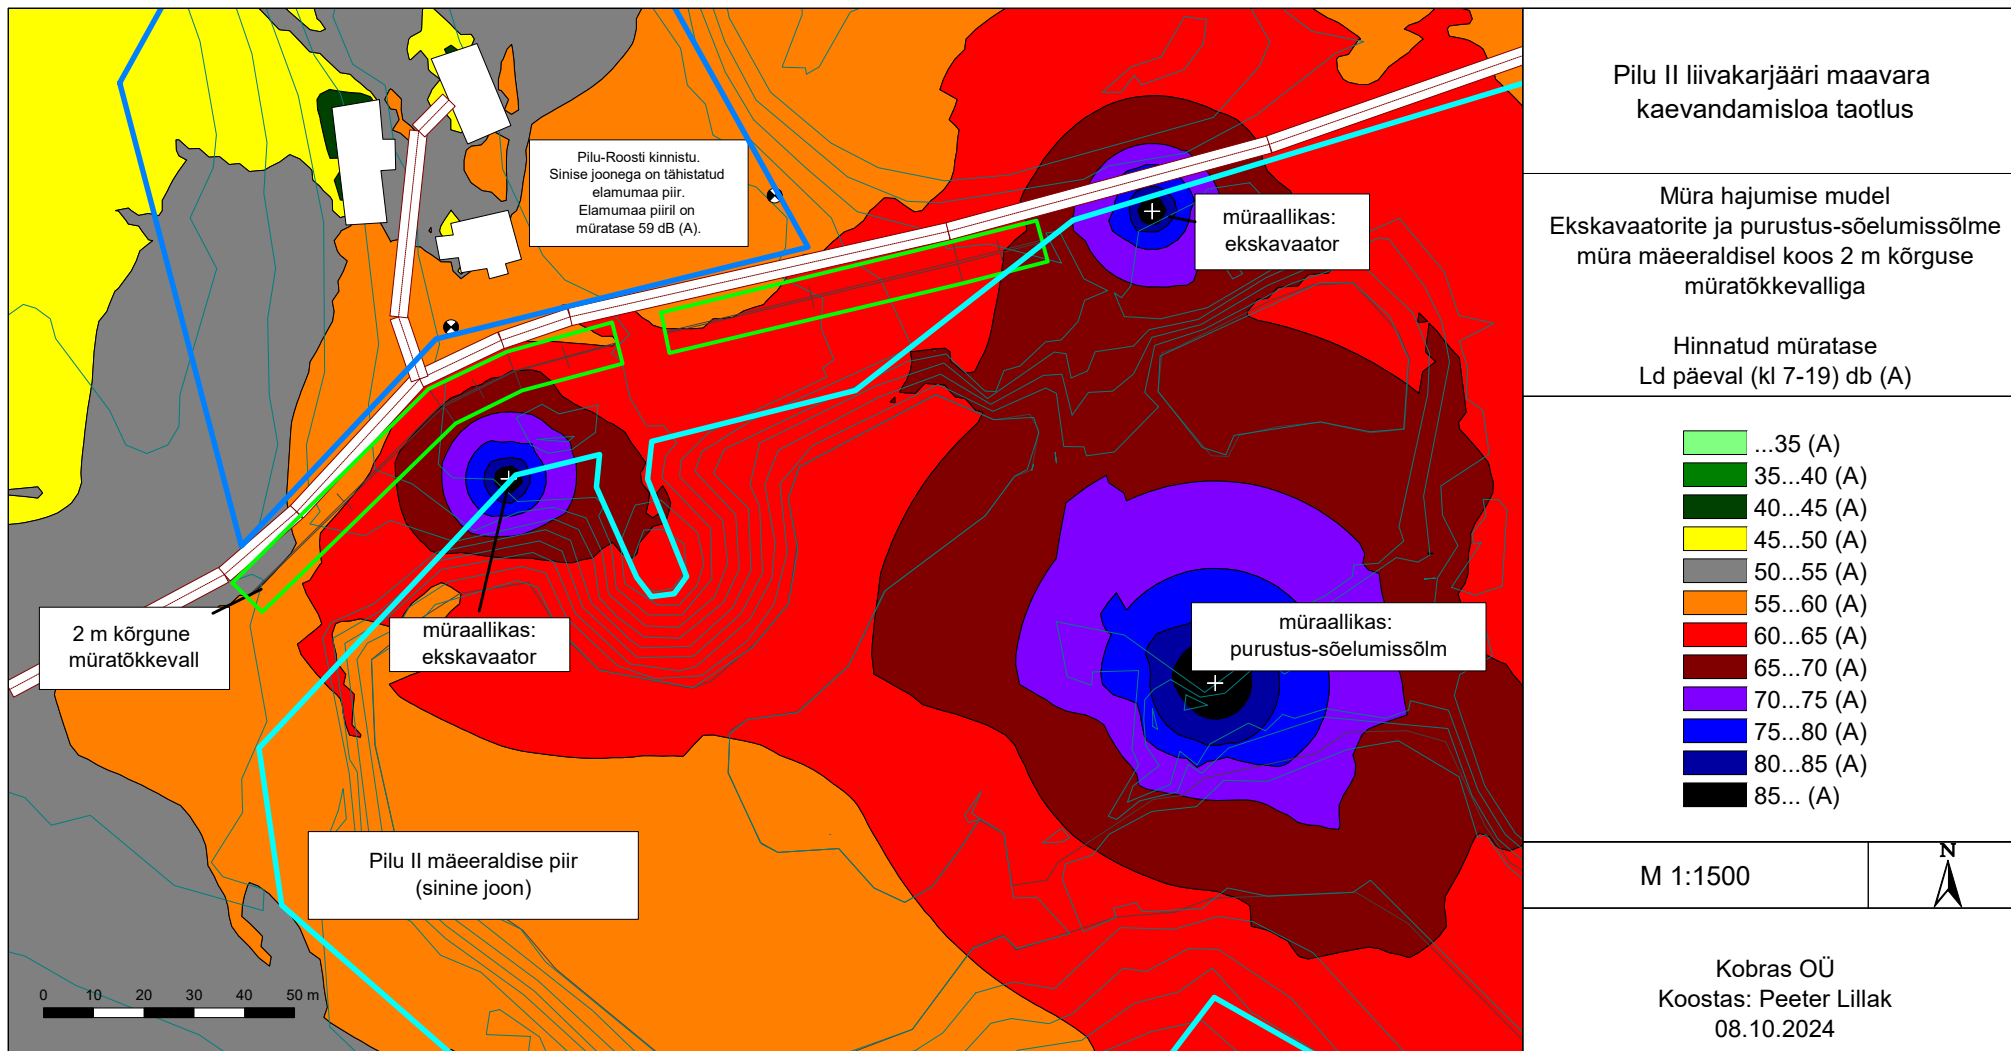 Pilu II liivakarjääri maavara
kaevandamisloa taotlus
Müra hajumise mudel
Ekskavaatorite ja purustus-sõelumissõlme
müra mäeeraldisel koos 2 m kõrguse
müratõkkevalliga
Hinnatud müratase
Ld päeval (kl 7-19) db (A)
...35 (A)
35...40 (A)
40...45 (A)
45...50 (A)
50...55 (A)
55...60 (A)
60...65 (A)
65...70 (A)
70...75 (A)
75...80 (A)
80...85 (A)
85... (A)
M 1:1500
N
Kobras OÜ
Koostas: Peeter Lillak
08.10.2024
Pilu-Roosti kinnistu.
Sinise joonega on tähistatud
elamumaa piir.
Elamumaa piiril on
müratase 59 dB (A).
müraallikas:
ekskavaator
2 m kõrgune
müratõkkevall
müraallikas:
ekskavaator
müraallikas:
purustus-sõelumissõlm
Pilu II mäeeraldise piir
(sinine joon)
0 10 20 30 40 50 m